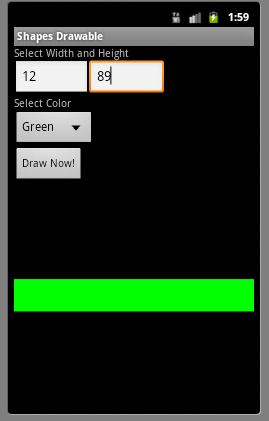 1:59
Shapes Drawable
Select Width and Height
12 89
Select Color
Green
Draw Now!